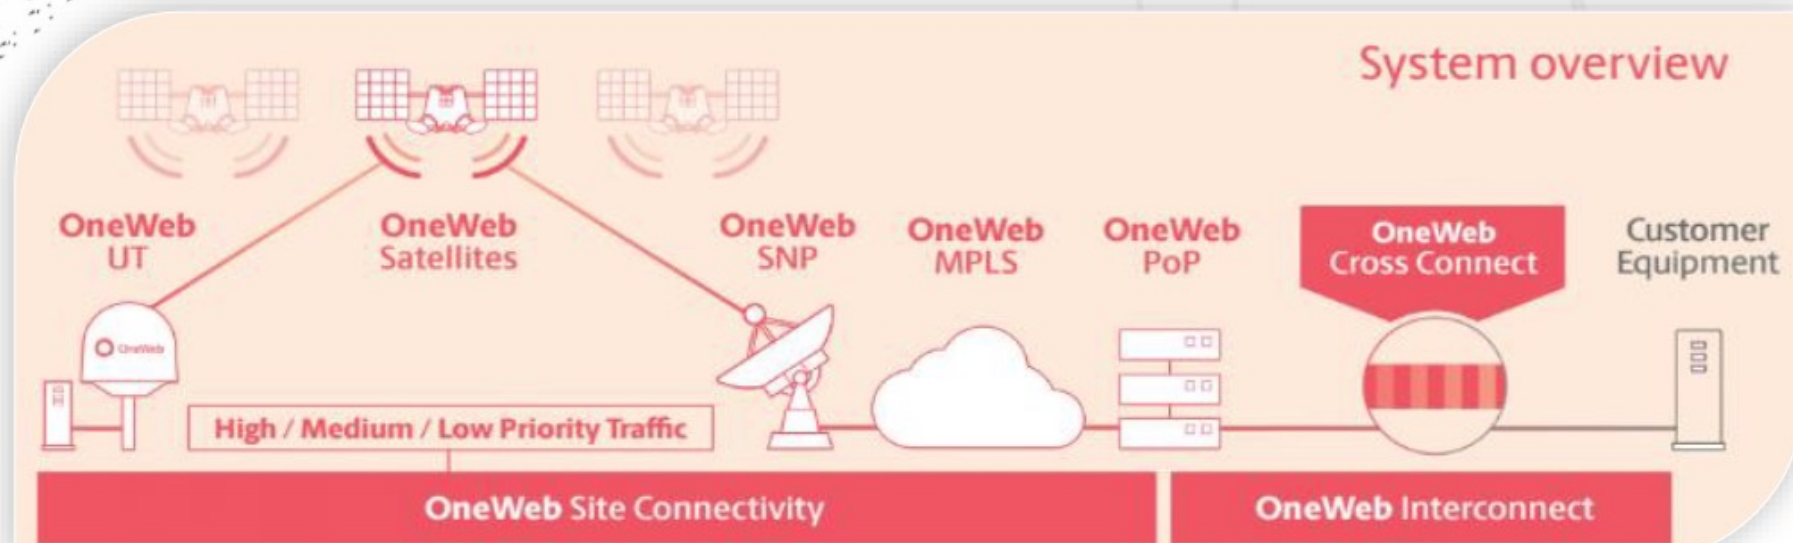 System overview
OneWeb
UT
OneWeb
Satellites
OneWeb
SNP
OneWeb
MPLS
OneWeb
PoP
OneWeb
Cross Connect
Customer
Equipment
OneWeb
High / Medium / Low Priority Traffic
OneWeb Site Connectivity
OneWeb Interconnect